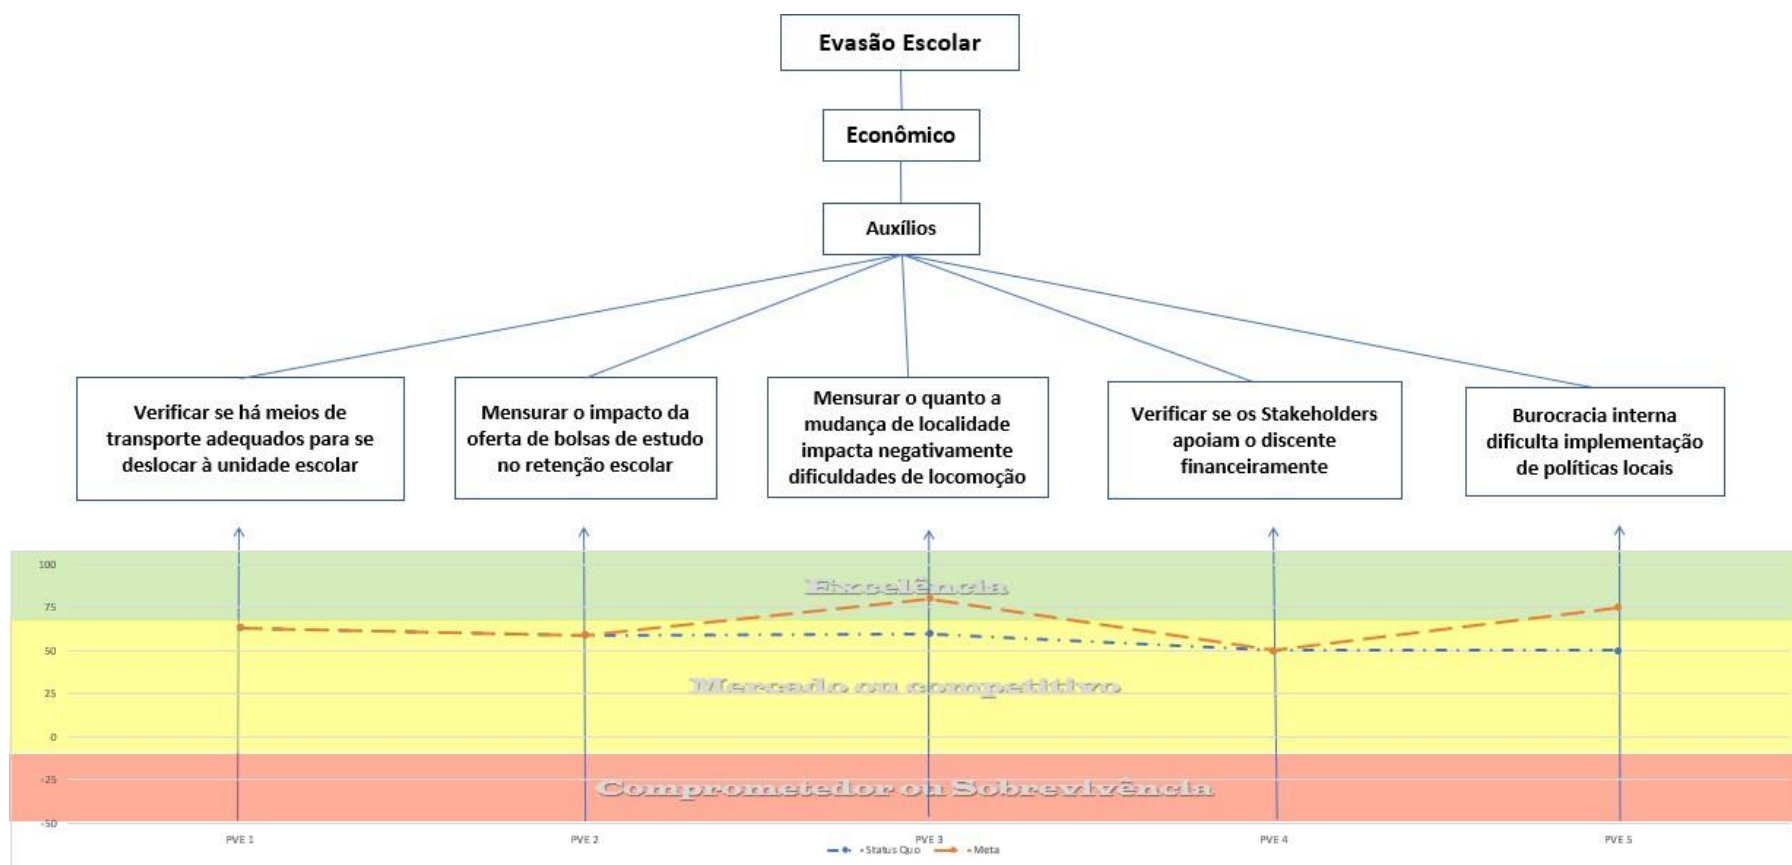 Evasão Escolar
Econômico
Auxílios
Verificar se há meios de
transporte adequados para se
deslocar à unidade escolar
Mensurar o impacto da
oferta de bolsas de estudo
no retenção escolar
Mensurar o quanto a
mudança de localidade
impacta negativamente
dificuldades de locomoção
Verificar se os Stakeholders
apoiam o discente
financeiramente
Burocracia interna
dificulta implementação
de políticas locais
100
Excelência
75
50
25
Mercado ou competitivo
0
-25
Comprometedor ou Sobrevivência
-50
PVE 1
PVE 2
PVE 3
PVE 4
PVE 5
Status Quo
Meta